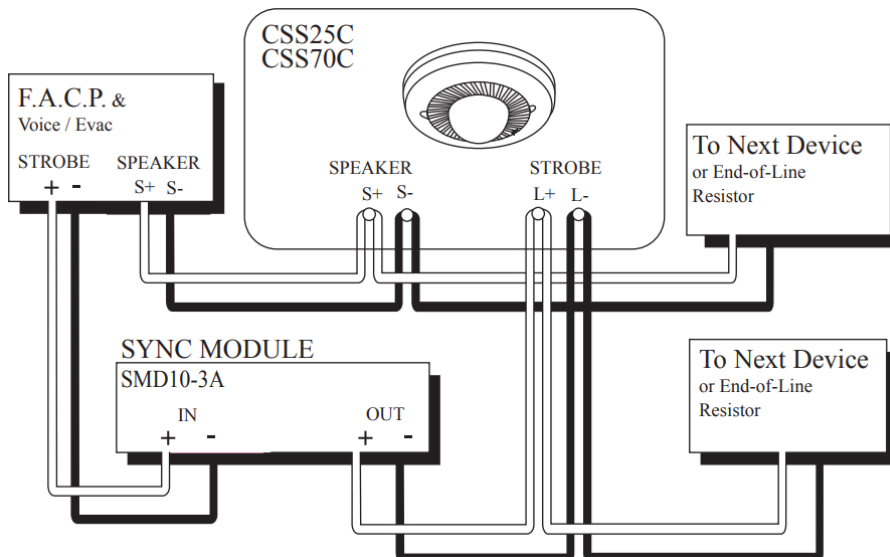 CSS25C
CSS70C
F.A.C.P. &
Voice / Evac
STROBE SPEAKER
+ - S+ S-
SPEAKER STROBE
S+ S- L+ L-
To Next Device
or End-of-Line
Resistor
SYNC MODULE
SMD10-3A
IN OUT
+ - + -
To Next Device
or End-of-Line
Resistor